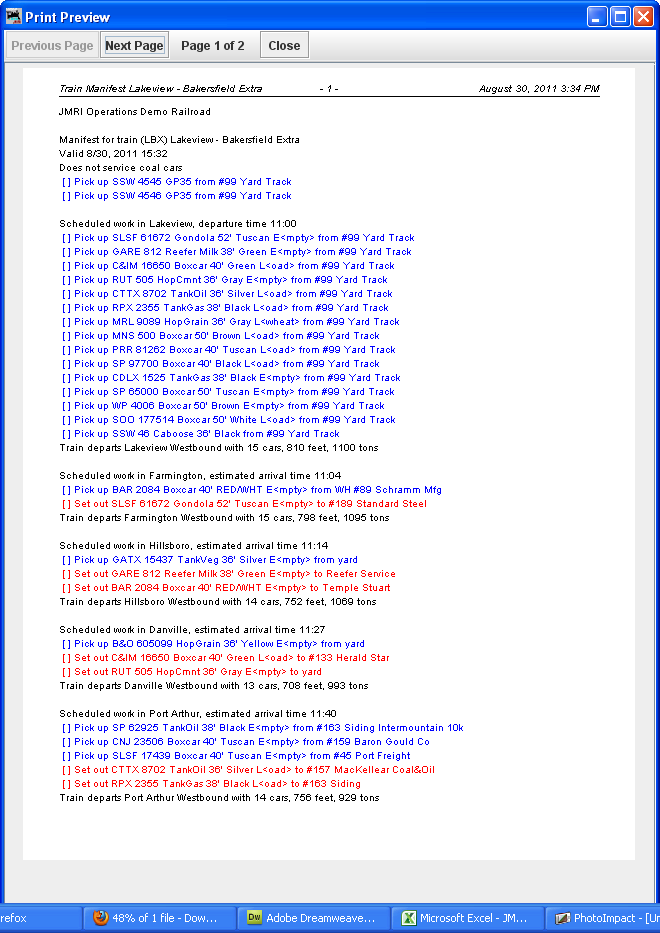 Print Preview
Previous Page Next Page Page 1 of 2 Close
Train Manifest Lakeview - Bakersfield Extra - 1 - August 30, 2011 3:34 PM
JMRI Operations Demo Railroad
Manifest for train (LBX) Lakeview - Bakersfield Extra
Valid 8/30, 2011 15:32
Does not service coal cars
[ ] Pick up SSW 4545 GP35 from #99 Yard Track
[ ] Pick up SSW 4546 GP35 from #99 Yard Track
Scheduled work in Lakeview, departure time 11:00
[ ] Pick up SLSF 61672 Gondola 52' Tuscan E<mpty> from #99 Yard Track
[ ] Pick up GARE 812 Reefer Milk 38' Green E<mpty> from #99 Yard Track
[ ] Pick up C&IM 16650 Boxcar 40' Green L<oad> from #99 Yard Track
[ ] Pick up RUT 505 HopCmnt 36' Gray E<mpty> from #99 Yard Track
[ ] Pick up CTTX 8702 TankOil 36' Silver L<oad> from #99 Yard Track
[ ] Pick up RPX 2355 TankGas 38' Black L<oad> from #99 Yard Track
[ ] Pick up MRL 9089 HopGrain 36' Gray L<wheat> from #99 Yard Track
[ ] Pick up MNS 500 Boxcar 50' Brown L<oad> from #99 Yard Track
[ ] Pick up PRR 81262 Boxcar 40' Tuscan L<oad> from #99 Yard Track
[ ] Pick up SP 97700 Boxcar 40' Black L<oad> from #99 Yard Track
[ ] Pick up CDLX 1525 TankGas 38' Black E<mpty> from #99 Yard Track
[ ] Pick up SP 65000 Boxcar 50' Tuscan E<mpty> from #99 Yard Track
[ ] Pick up WP 4006 Boxcar 50' Brown E<mpty> from #99 Yard Track
[ ] Pick up SOO 177514 Boxcar 50' White L<oad> from #99 Yard Track
[ ] Pick up SSW 46 Caboose 36' Black from #99 Yard Track
Train departs Lakeview Westbound with 15 cars, 810 feet, 1100 tons
Scheduled work in Farmington, estimated arrival time 11:04
[ ] Pick up BAR 2084 Boxcar 40' RED/WHT E<mpty> from WH #89 Schramm Mfg
[ ] Set out SLSF 61672 Gondola 52' Tuscan E<mpty> to #189 Standard Steel
Train departs Farmington Westbound with 15 cars, 798 feet, 1095 tons
Scheduled work in Hillsboro, estimated arrival time 11:14
[ ] Pick up GATX 15437 TankVeg 36' Silver E<mpty> from yard
[ ] Set out GARE 812 Reefer Milk 38' Green E<mpty> to Reefer Service
[ ] Set out BAR 2084 Boxcar 40' RED/WHT E<mpty> to Temple Stuart
Train departs Hillsboro Westbound with 14 cars, 752 feet, 1069 tons
Scheduled work in Danville, estimated arrival time 11:27
[ ] Pick up B&O 605099 HopGrain 36' Yellow E<mpty> from yard
[ ] Set out C&IM 16650 Boxcar 40' Green L<oad> to #133 Herald Star
[ ] Set out RUT 505 HopCmnt 36' Gray E<mpty> to yard
Train departs Danville Westbound with 13 cars, 708 feet, 993 tons
Scheduled work in Port Arthur, estimated arrival time 11:40
[ ] Pick up SP 62925 TankOil 38' Black E<mpty> from #163 Siding Intermountain 10k
[ ] Pick up CNJ 23506 Boxcar 40' Tuscan E<mpty> from #159 Baron Gould Co
[ ] Pick up SLSF 17439 Boxcar 40' Tuscan E<mpty> from #45 Port Freight
[ ] Set out CTTX 8702 TankOil 36' Silver L<oad> to #157 MacKellear Coal&Oil
[ ] Set out RPX 2355 TankGas 38' Black L<oad> to #163 Siding
Train departs Port Arthur Westbound with 14 cars, 756 feet, 929 tons
refox 48% of 1 file - Dow... Dw Adobe Dreamweave... Microsoft Excel - JM... PhotoImpact - [Un